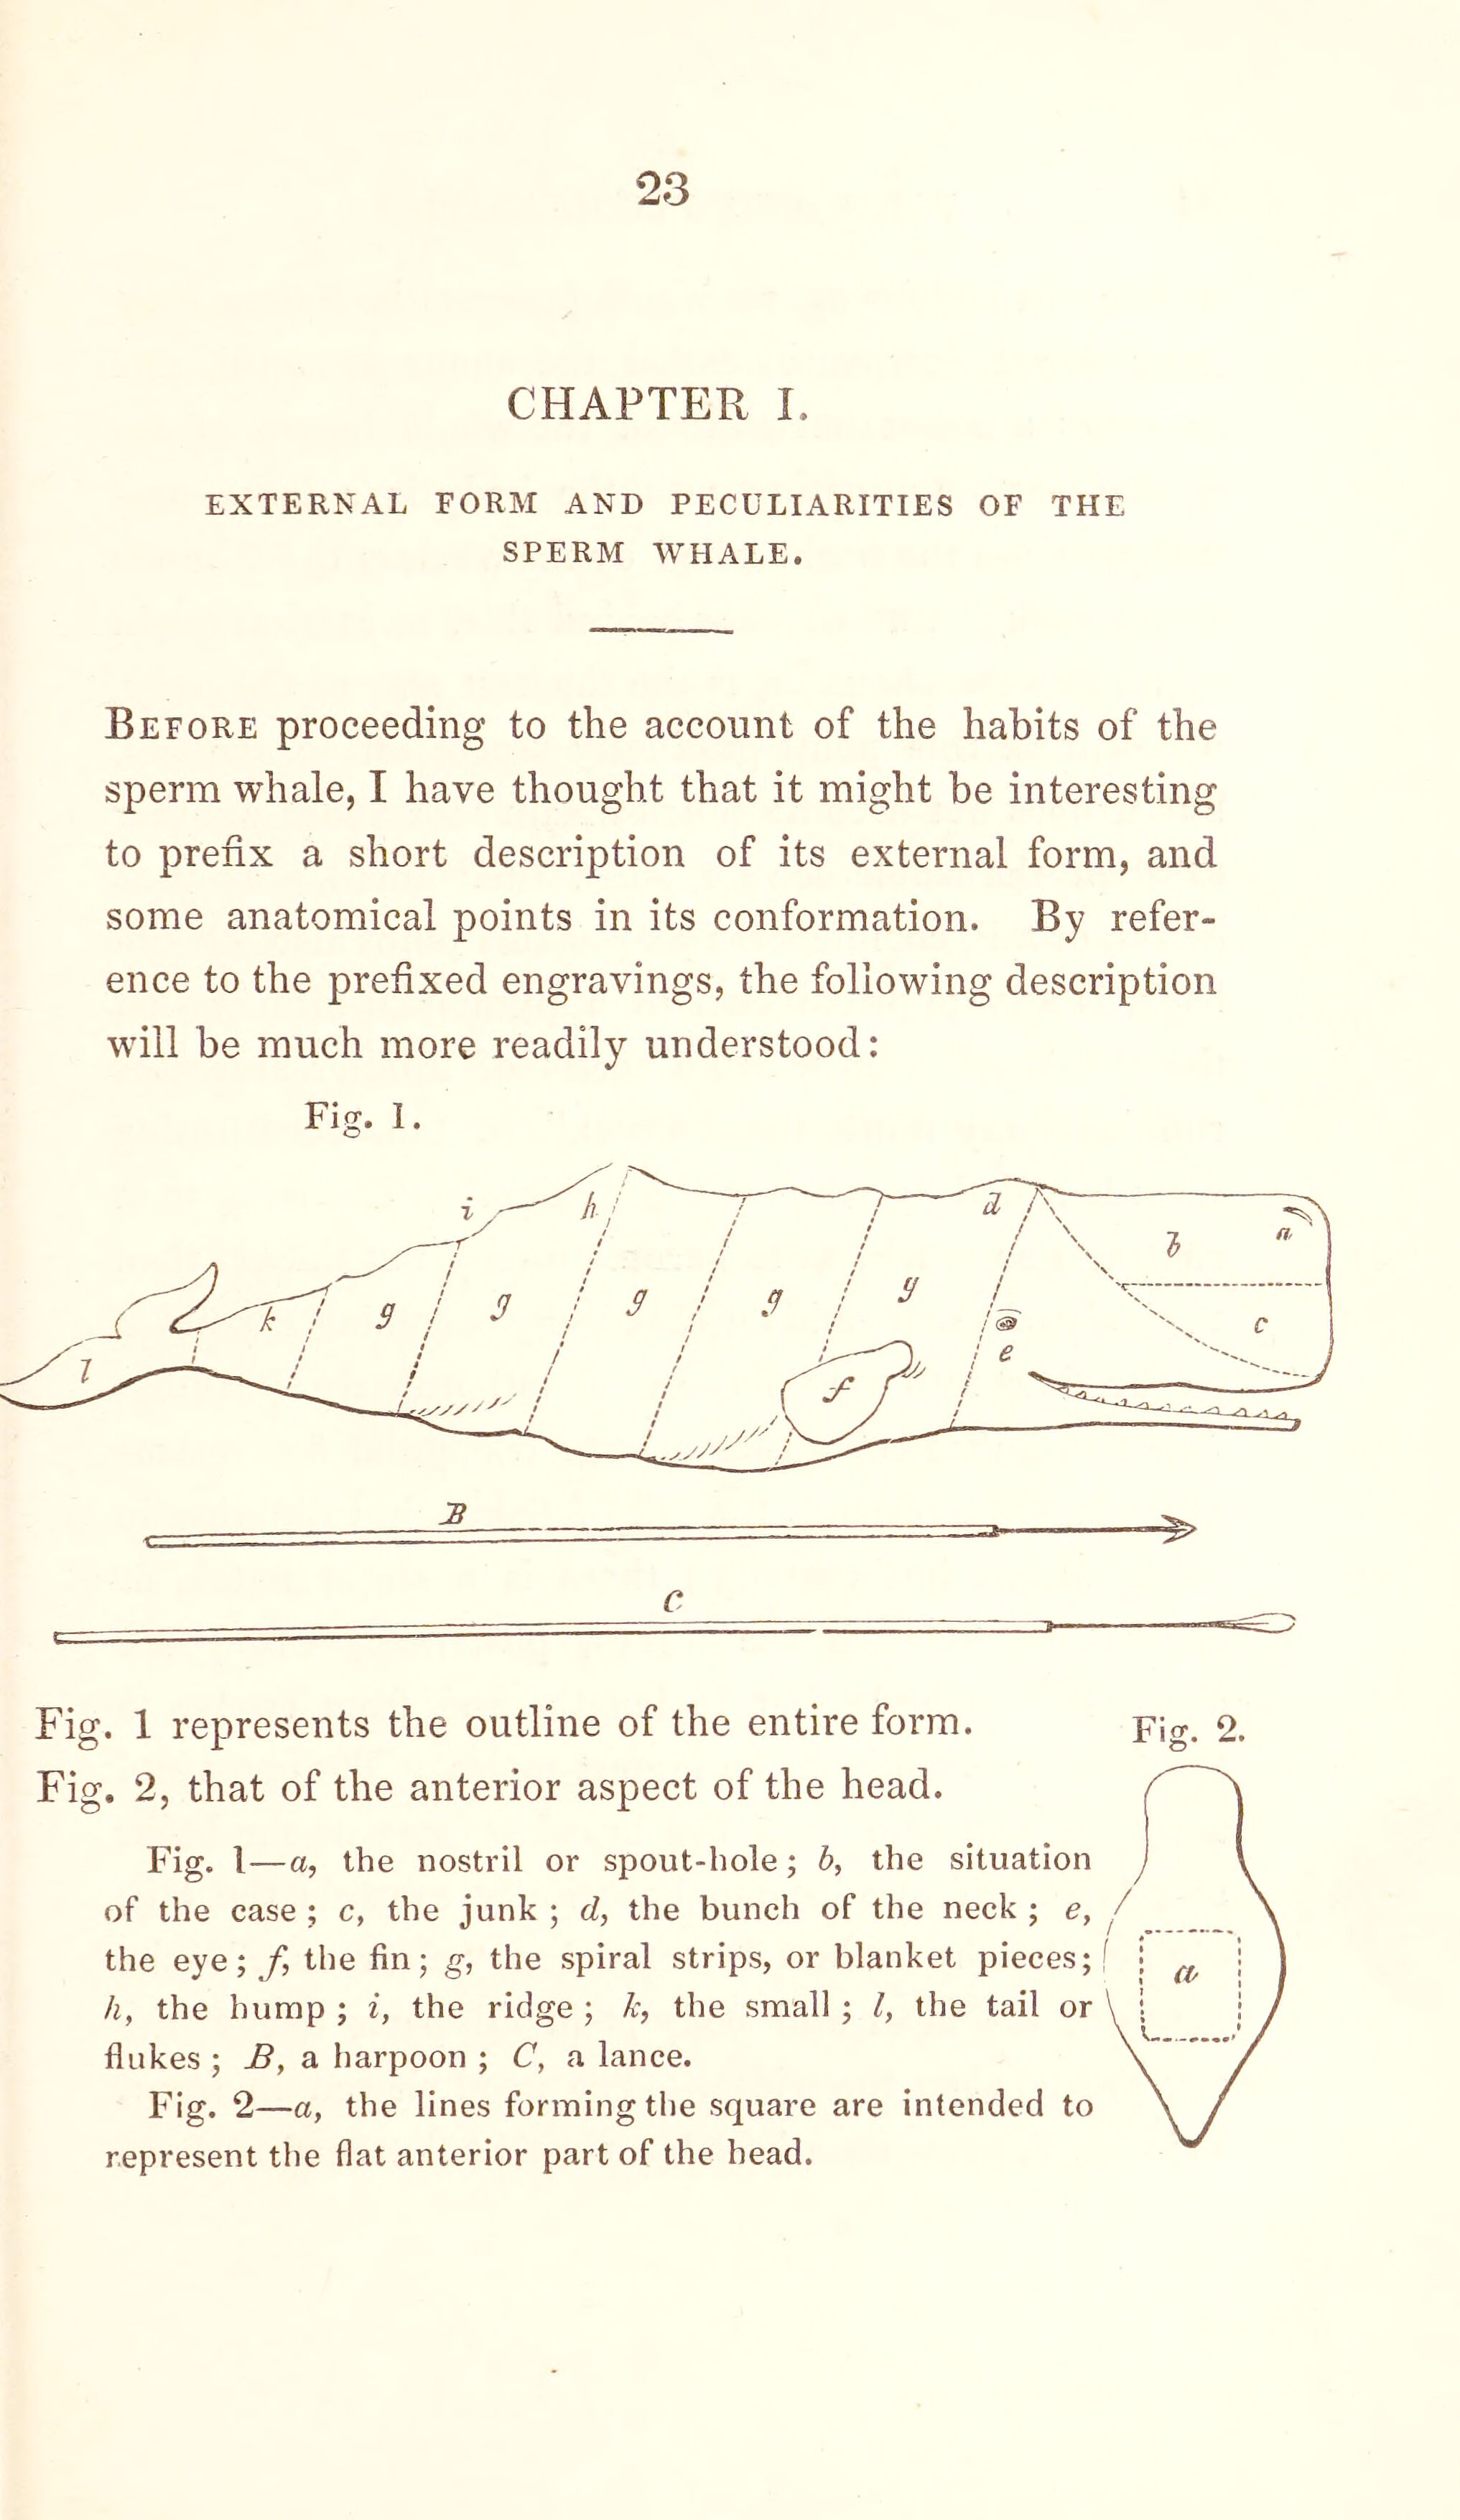 23
CHAPTER I.
EXTERNAL FORM AND PECULIARITIES OF THE
SPERM WHALE.
BEFORE proceeding to the account of the habits of the
sperm whale, I have thought that it might be interesting
to prefix a short description of its external form, and
some anatomical points in its conformation. By refer-
ence to the prefixed engravings, the following description
will be much more readily understood:
Fig. 1.
i h d b a
k g g g g g c
l f e
B
C
Fig. 1 represents the outline of the entire form.
Fig. 2.
Fig. 2, that of the anterior aspect of the head.
Fig. 1—a, the nostril or spout-hole; b, the situation
of the case; c, the junk; d, the bunch of the neck; e,
the eye; f, the fin; g, the spiral strips, or blanket pieces;
h, the hump; i, the ridge; k, the small; l, the tail or
flukes; B, a harpoon; C, a lance.
a
Fig. 2—a, the lines forming the square are intended to
represent the flat anterior part of the head.